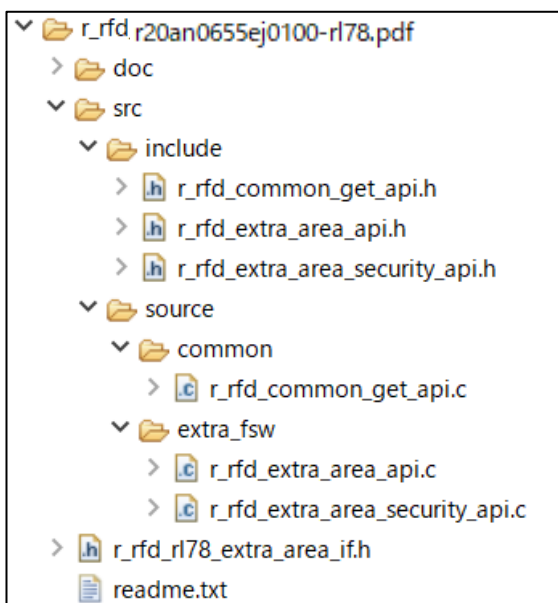 r_rfd r20an0655ej0100-rl78.pdf
doc
src
include
.h r_rfd_common_get_api.h
.h r_rfd_extra_area_api.h
.h r_rfd_extra_area_security_api.h
source
common
.c r_rfd_common_get_api.c
extra_fsw
.c r_rfd_extra_area_api.c
.c r_rfd_extra_area_security_api.c
.h r_rfd_rl78_extra_area_if.h
readme.txt